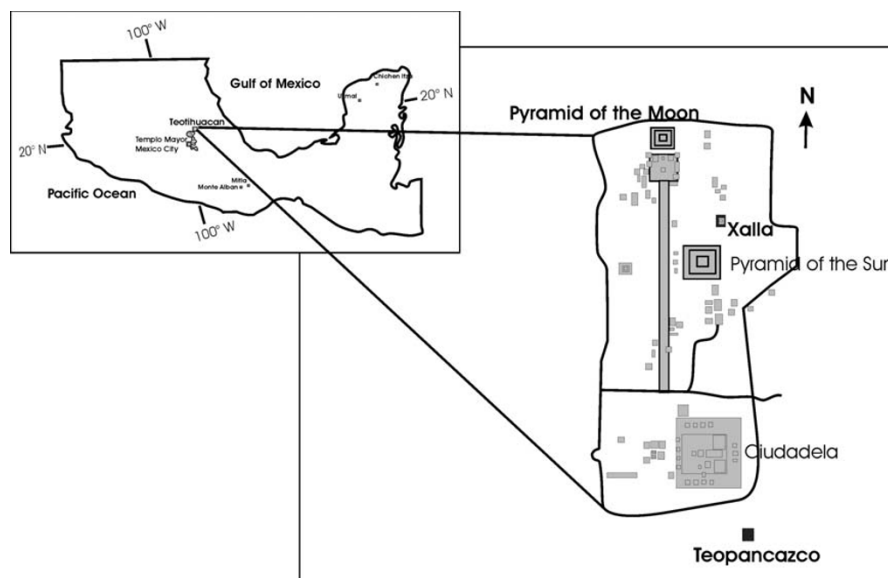 100° W
Gulf of Mexico
Chichen Itza
Uxmal
20° N
Teotihuacan
Templo Mayor
Mexico City
20° N
Mitla
Monte Alban
Pacific Ocean
100° W
Pyramid of the Moon
N
Xalla
Pyramid of the Sun
Ciudadela
Teopancazco